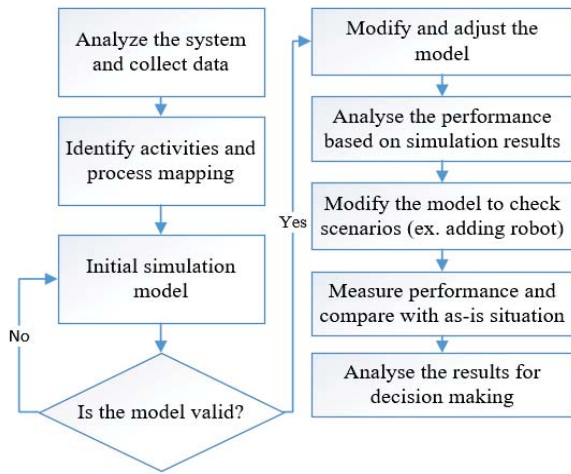 Analyze the system
and collect data
Identify activities and
process mapping
Initial simulation
model
No
Is the model valid?
Yes
Modify and adjust the
model
Analyse the performance
based on simulation results
Modify the model to check
scenarios (ex. adding robot)
Measure performance and
compare with as-is situation
Analyse the results for
decision making